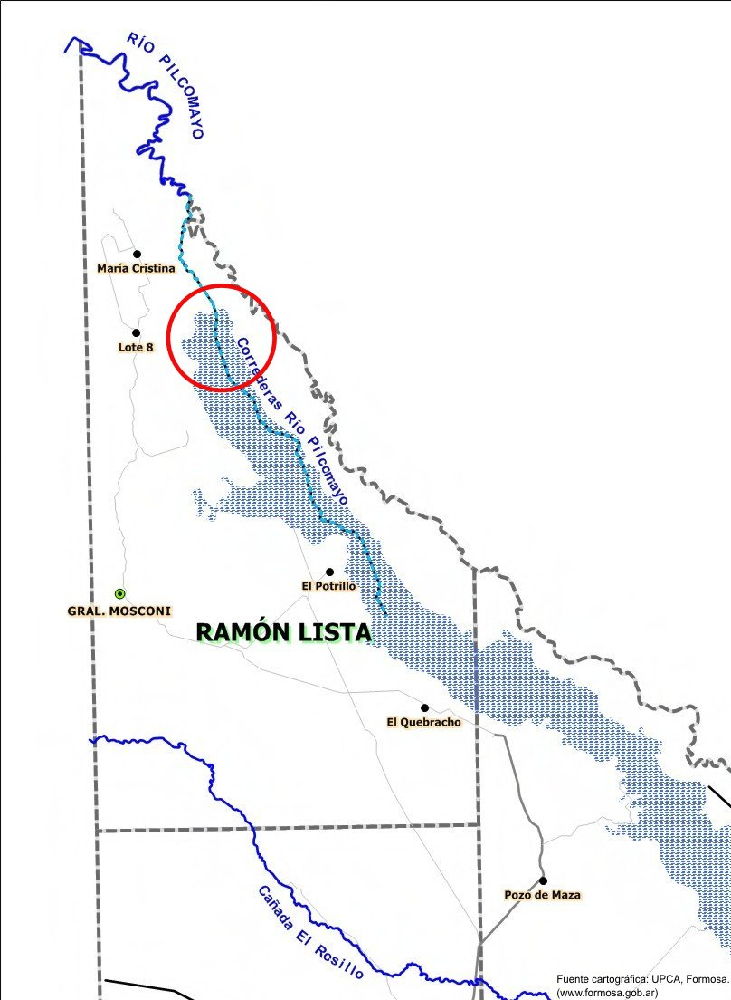 RÍO PILCOMAYO
María Cristina
Lote 8
Correderas Río Pilcomayo
El Potrillo
GRAL. MOSCONI
RAMÓN LISTA
El Quebracho
Pozo de Maza
Cañada El Rosillo
Fuente cartográfica: UPCA, Formosa.
(www.formosa.gob.ar)